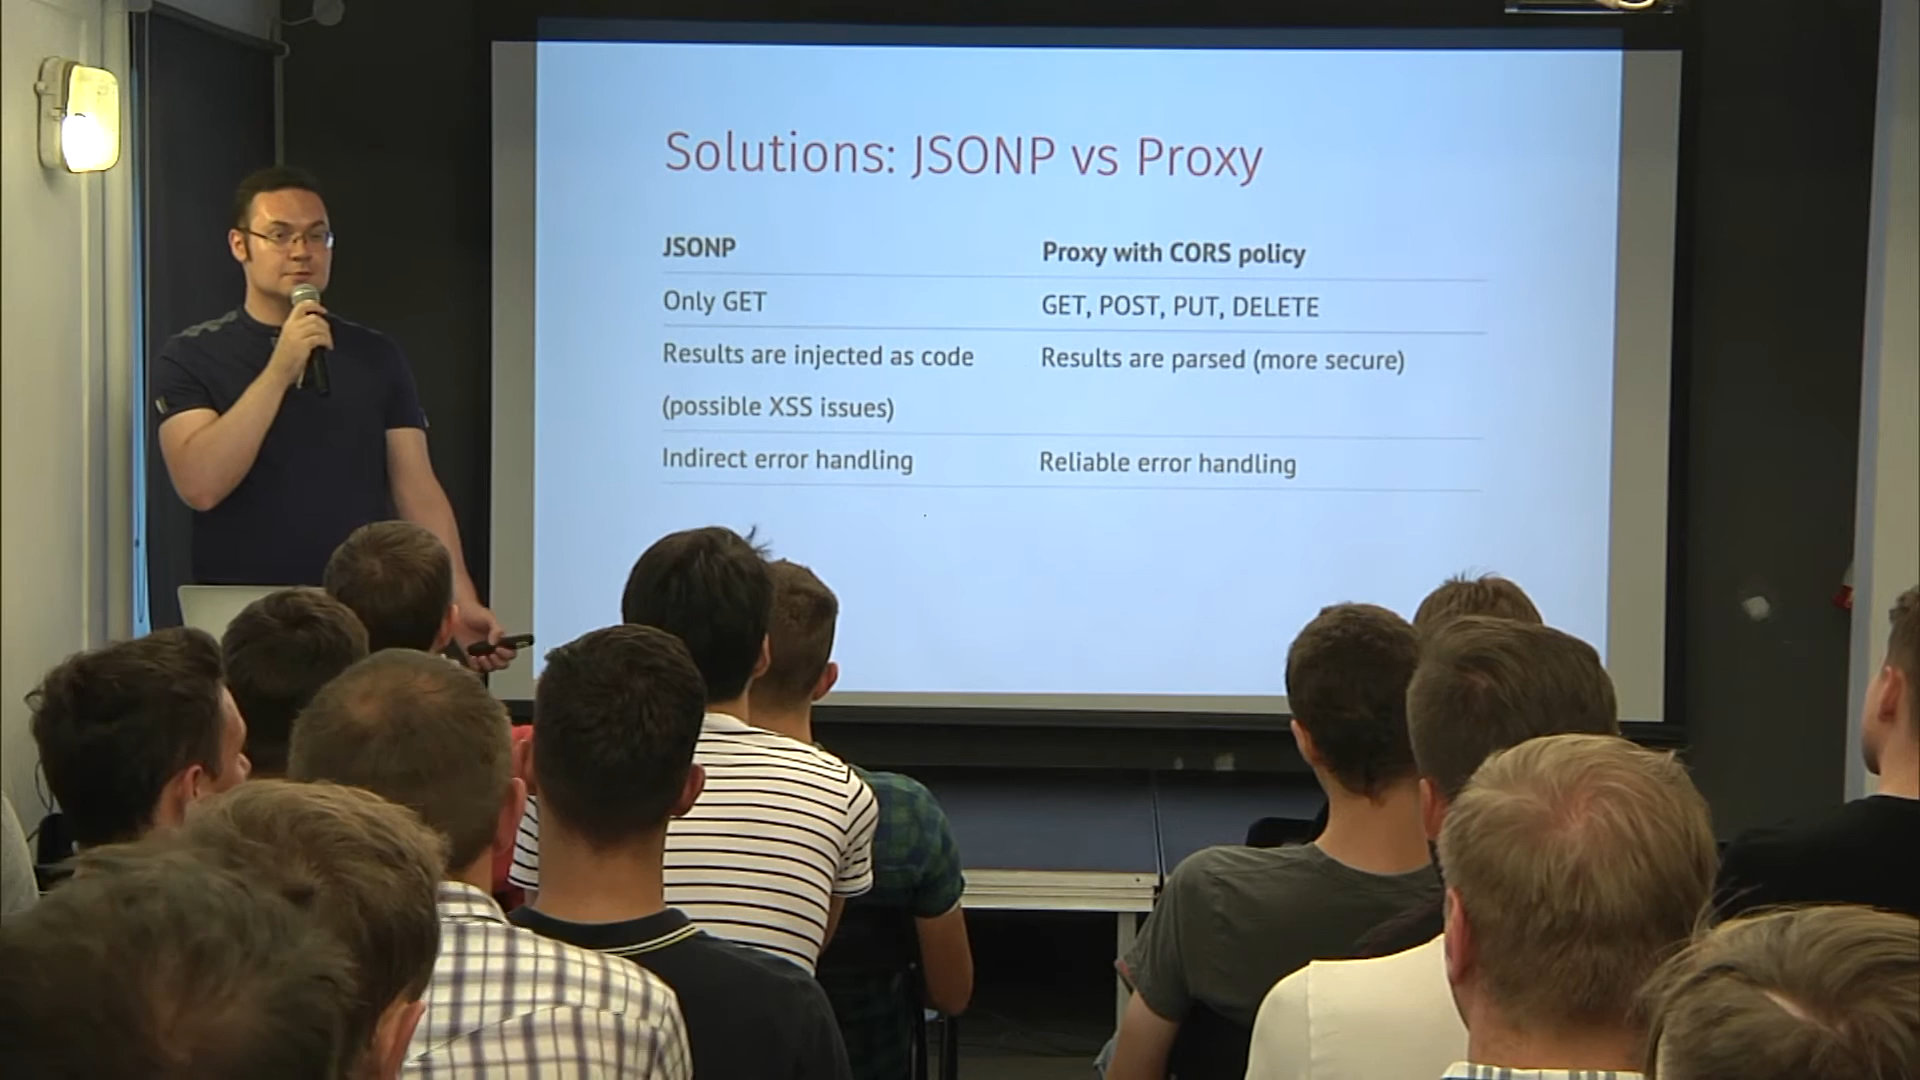 Solutions: JSONP vs Proxy
JSONP
Proxy with CORS policy
Only GET
GET, POST, PUT, DELETE
Results are injected as code
(possible XSS issues)
Results are parsed (more secure)
Indirect error handling
Reliable error handling